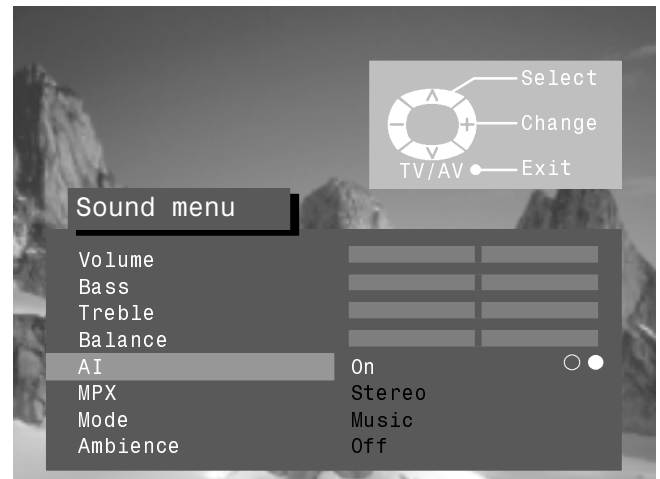 Select
Change
TV/AV Exit
Sound menu
Volume
Bass
Treble
Balance
AI On
MPX Stereo
Mode Music
Ambience Off